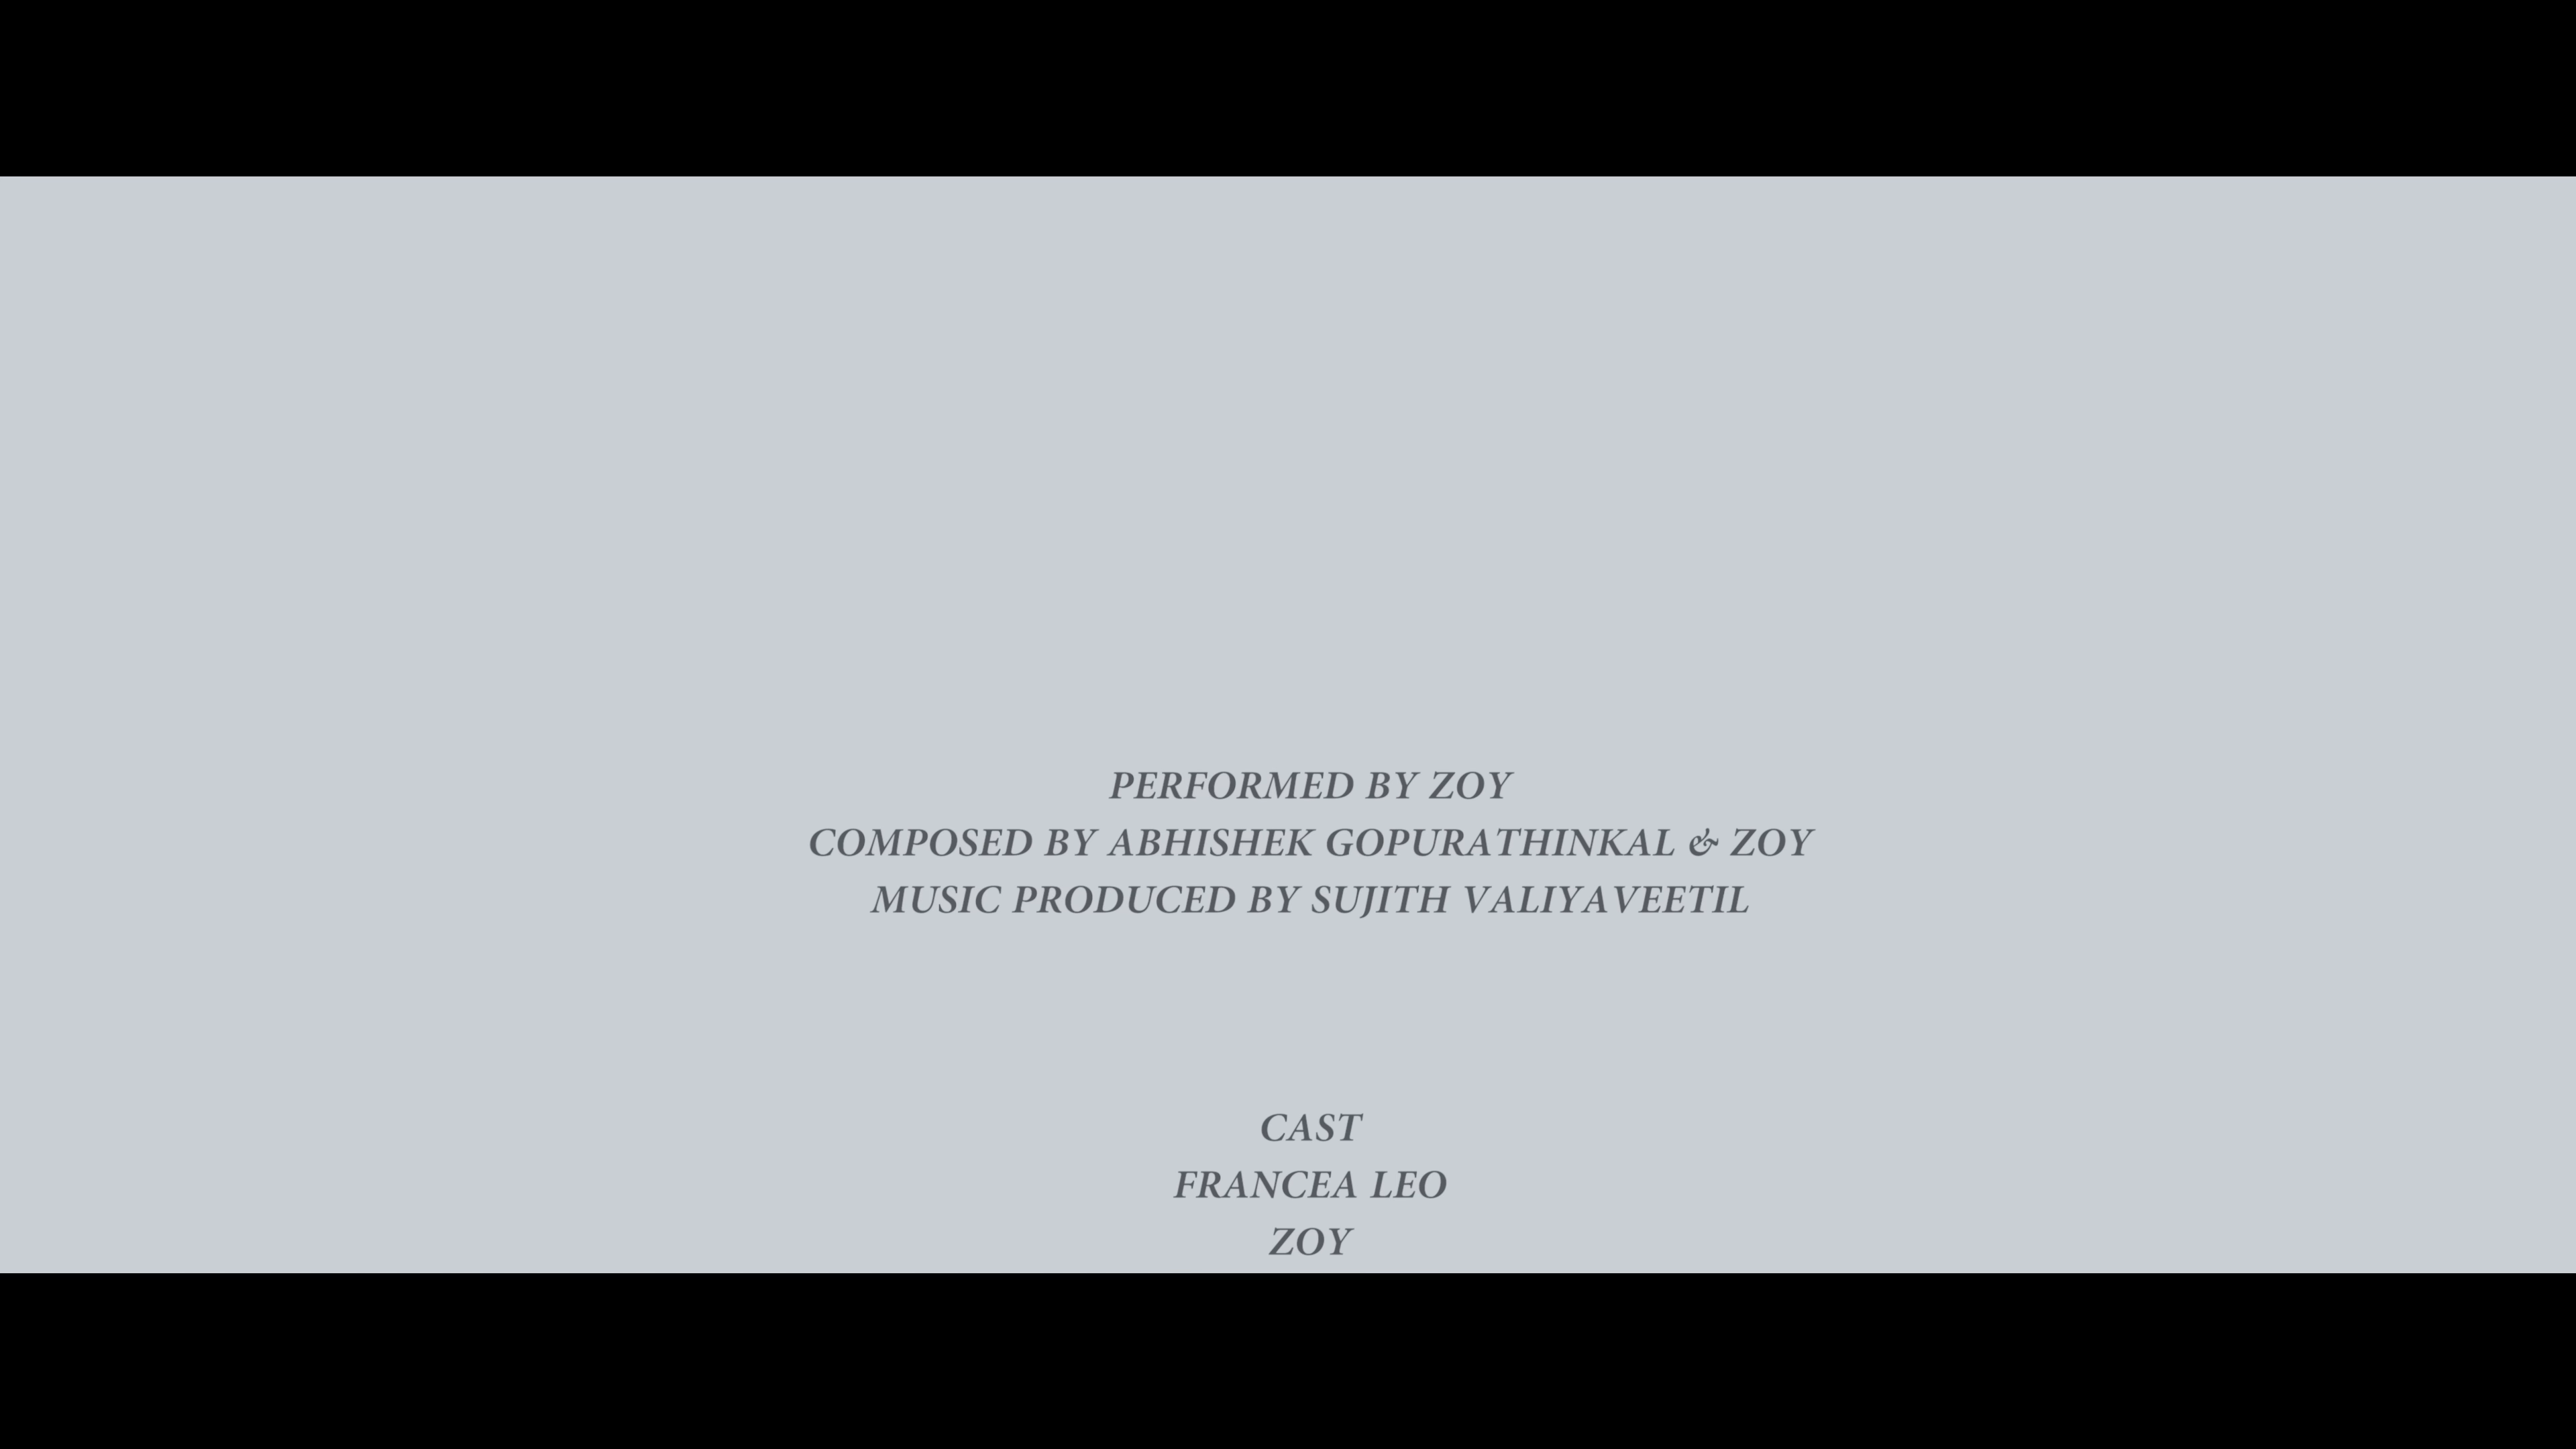 PERFORMED BY ZOY
COMPOSED BY ABHISHEK GOPURATHINKAL & ZOY
MUSIC PRODUCED BY SUJITH VALIYAVEETIL
CAST
FRANCEA LEO
ZOY